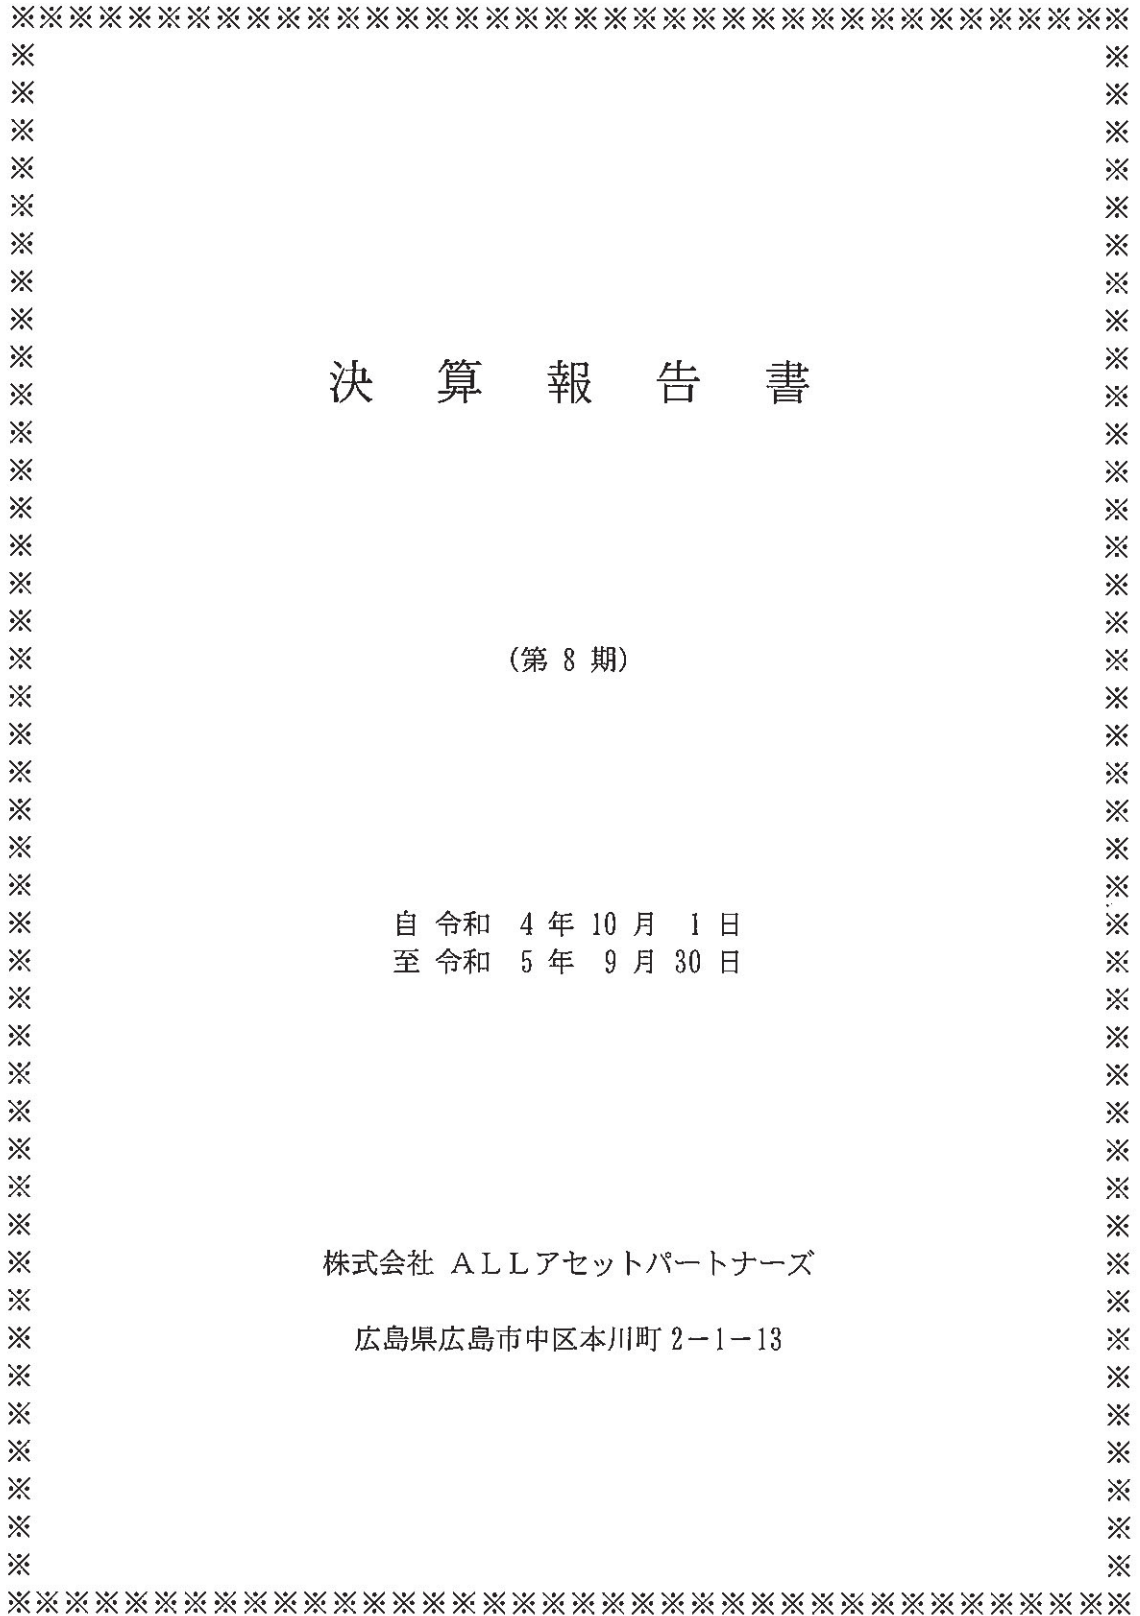 決算報告書
(第 8 期)
自 令和 4 年 10 月 1 日
至 令和 5 年 9 月 30 日
株式会社 ALLアセットパートナーズ
広島県広島市中区本川町2-1-13